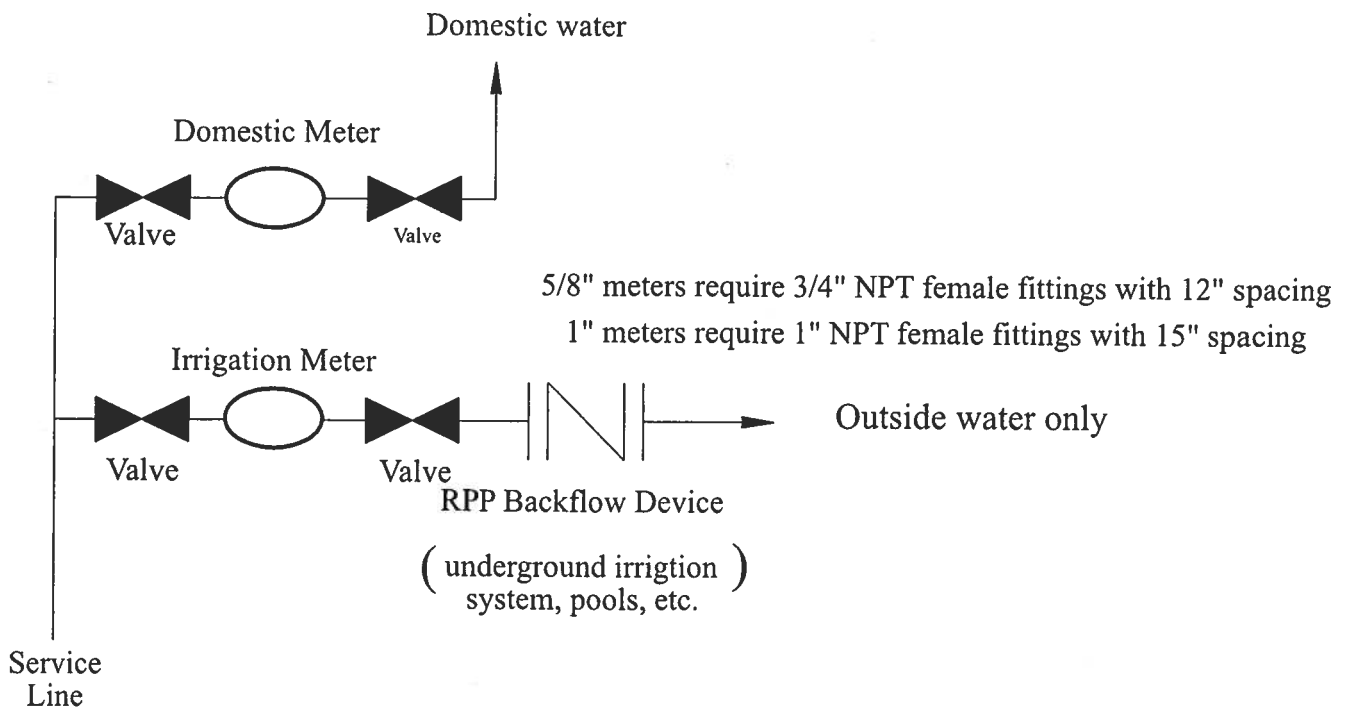 Domestic water
Domestic Meter
Valve
Valve
5/8" meters require 3/4" NPT female fittings with 12" spacing
1" meters require 1" NPT female fittings with 15" spacing
Irrigation Meter
Outside water only
Valve
Valve
RPP Backflow Device
( underground irrigtion )
system, pools, etc.
Service
Line